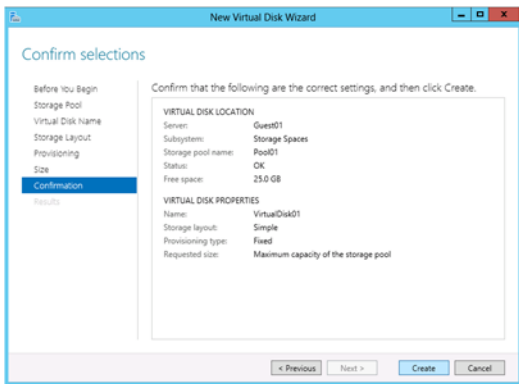 New Virtual Disk Wizard
Confirm selections
Before You Begin
Storage Pool
Virtual Disk Name
Storage Layout
Provisioning
Size
Confirmation
Results
Confirm that the following are the correct settings, and then click Create.
VIRTUAL DISK LOCATION
Server: Guest01
Subsystem: Storage Spaces
Storage pool name: Pool01
Status: OK
Free space: 25.0 GB
VIRTUAL DISK PROPERTIES
Name: VirtualDisk01
Storage layout: Simple
Provisioning type: Fixed
Requested size: Maximum capacity of the storage pool
< Previous Next > Create Cancel